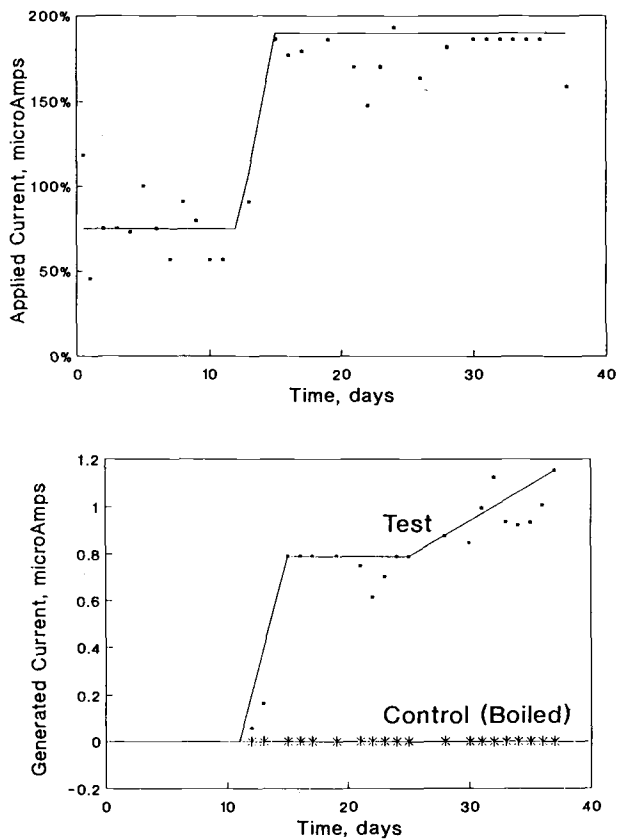 200%
150%
100%
50%
0%
Applied Current, microAmps
0 10 20 30 40
Time, days
1.2
1
0.8
0.6
0.4
0.2
0
-0.2
Generated Current, microAmps
Test
Control (Boiled)
0 10 20 30 40
Time, days